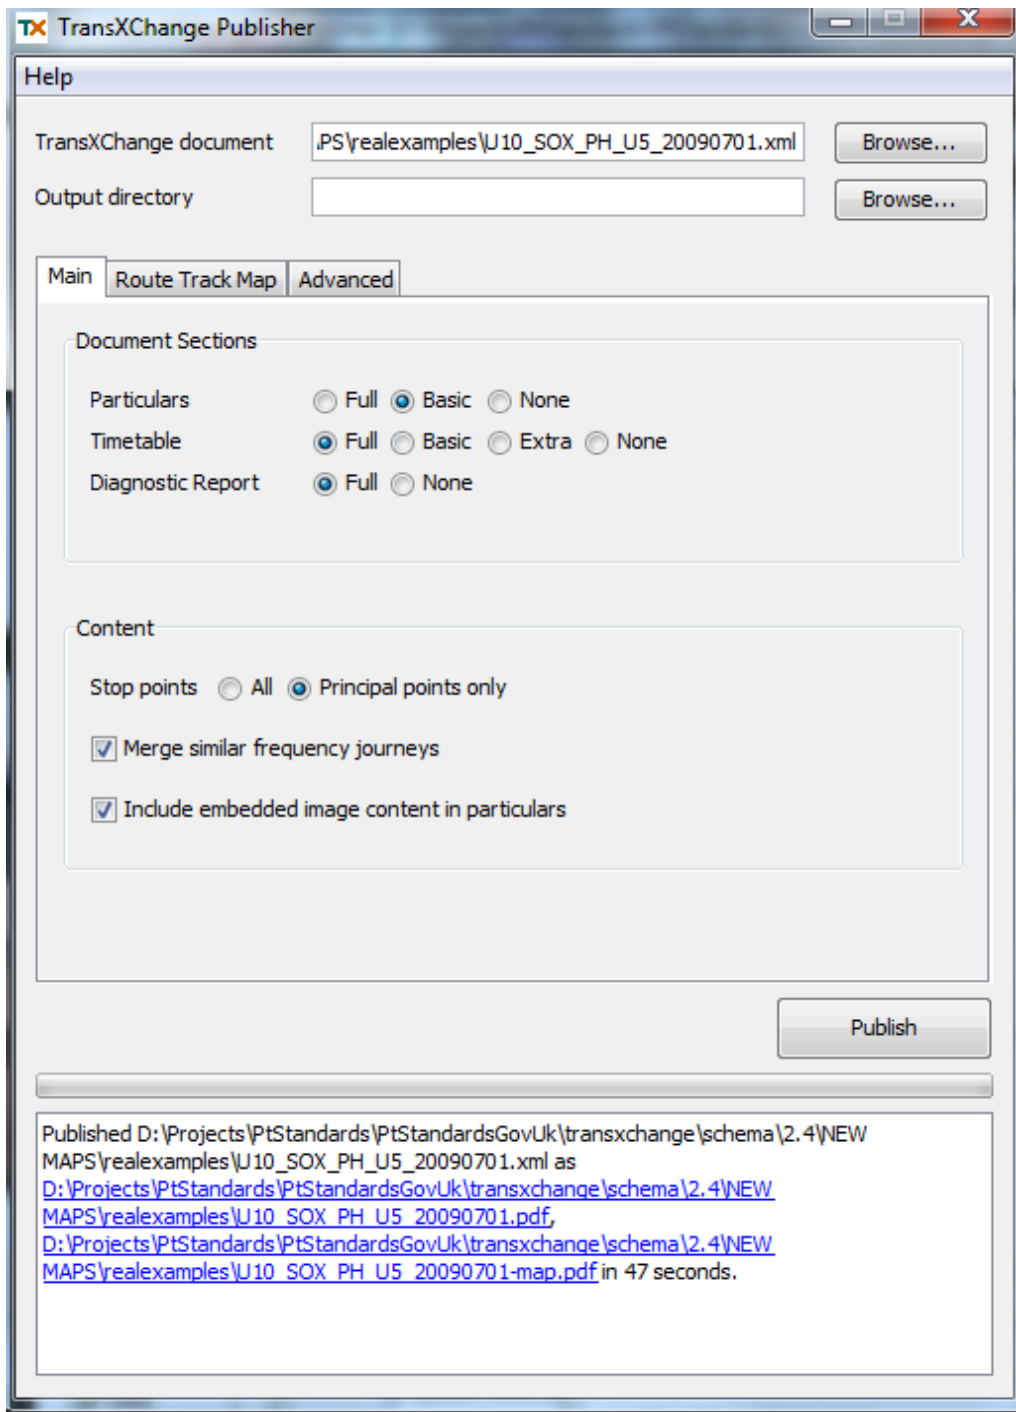 TX TransXChange Publisher
Help
TransXChange document .PS\realexamples\U10_SOX_PH_U5_20090701.xml Browse...
Output directory Browse...
Main Route Track Map Advanced
Document Sections
Particulars Full Basic None
Timetable Full Basic Extra None
Diagnostic Report Full None
Content
Stop points All Principal points only
Merge similar frequency journeys
Include embedded image content in particulars
Publish
Published D:\Projects\PtStandards\PtStandardsGovUk\transxchange\schema\2.4\NEW
MAPS\realexamples\U10_SOX_PH_U5_20090701.xml as
D:\Projects\PtStandards\PtStandardsGovUk\transxchange\schema\2.4\NEW
MAPS\realexamples\U10_SOX_PH_U5_20090701.pdf,
D:\Projects\PtStandards\PtStandardsGovUk\transxchange\schema\2.4\NEW
MAPS\realexamples\U10_SOX_PH_U5_20090701-map.pdf in 47 seconds.